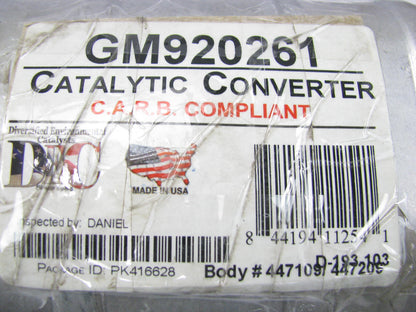 GM920261
CATALYTIC CONVERTER
C.A.R.B. COMPLIANT
Diversified Environmental
Catalysts
MADE IN USA
Inspected by: DANIEL
8 44194 11254 1
D-193-103
PACKAGE ID: PK416628
Body # 447109/ 447209